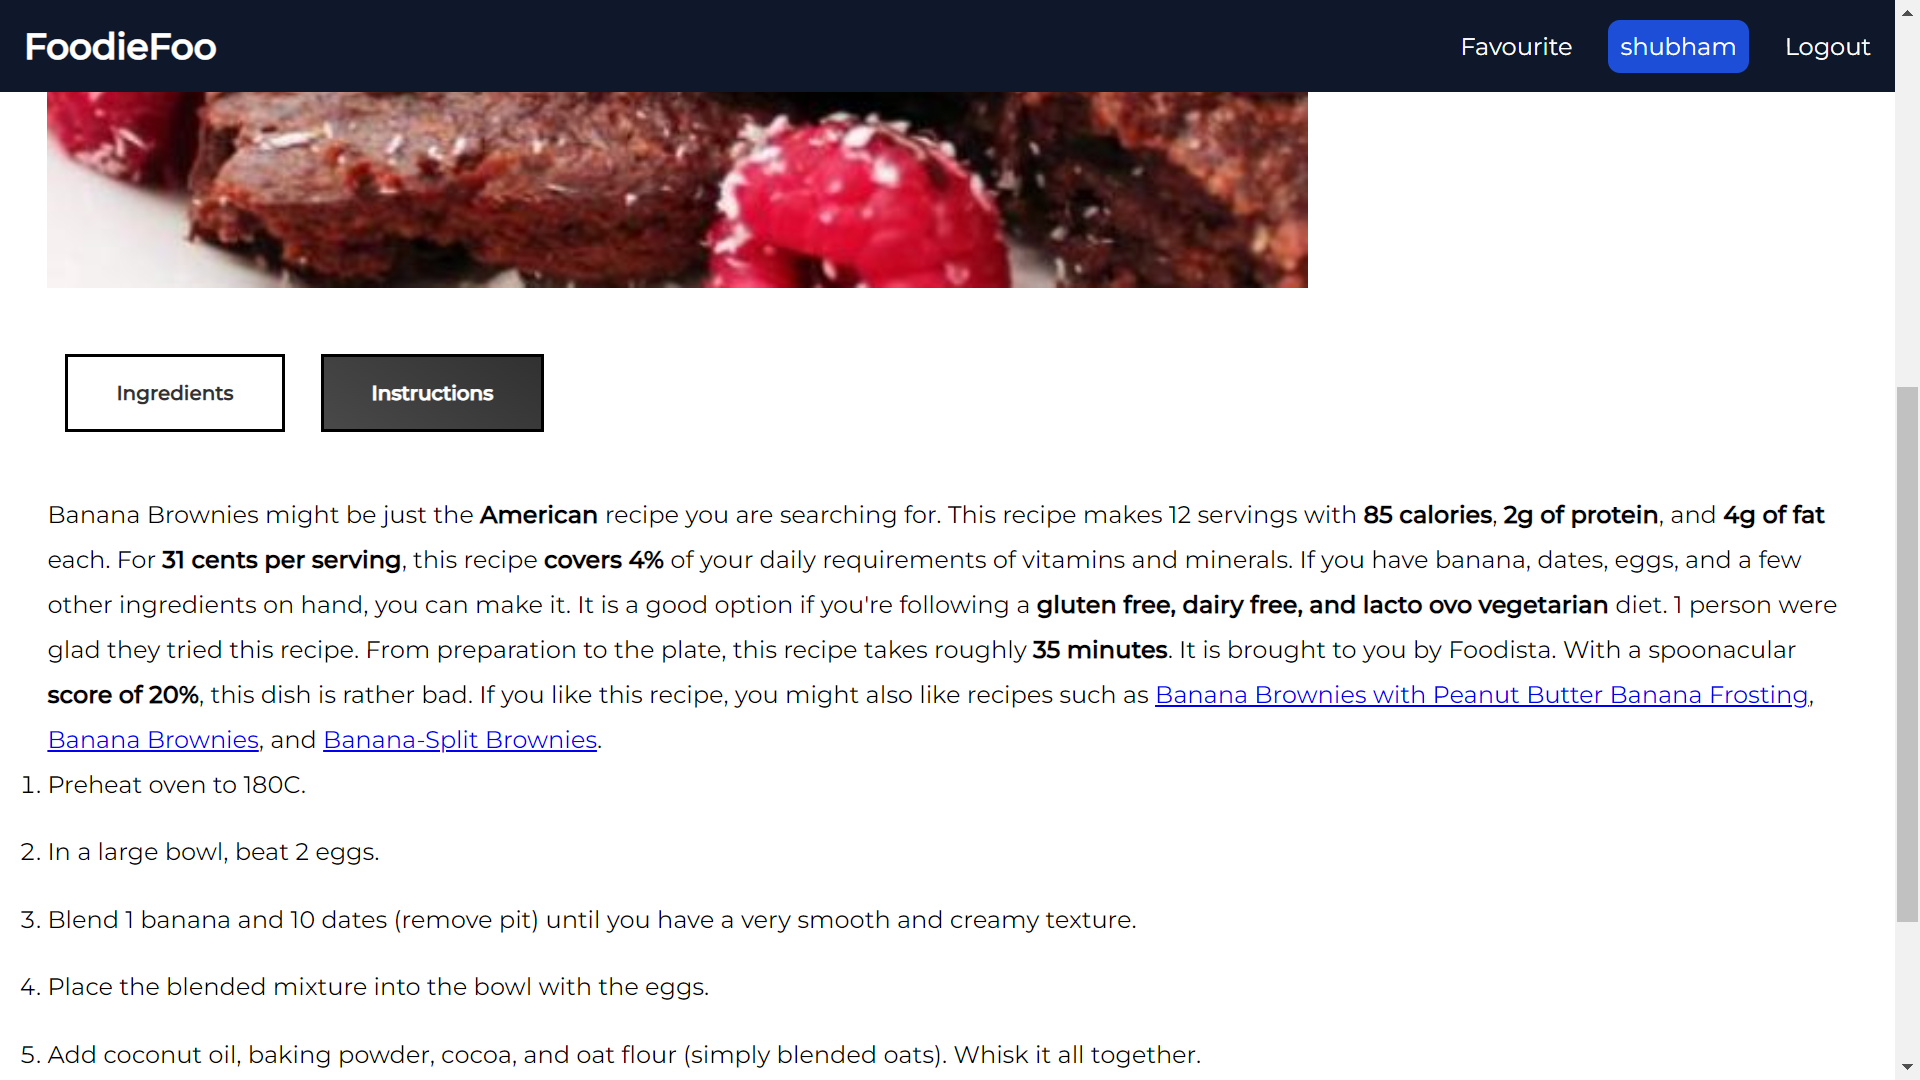 FoodieFoo
Favourite
shubham
Logout
Ingredients
Instructions
Banana Brownies might be just the American recipe you are searching for. This recipe makes 12 servings with 85 calories, 2g of protein, and 4g of fat
each. For 31 cents per serving, this recipe covers 4% of your daily requirements of vitamins and minerals. If you have banana, dates, eggs, and a few
other ingredients on hand, you can make it. It is a good option if you're following a gluten free, dairy free, and lacto ovo vegetarian diet. 1 person were
glad they tried this recipe. From preparation to the plate, this recipe takes roughly 35 minutes. It is brought to you by Foodista. With a spoonacular
score of 20%, this dish is rather bad. If you like this recipe, you might also like recipes such as Banana Brownies with Peanut Butter Banana Frosting,
Banana Brownies, and Banana-Split Brownies.
1. Preheat oven to 180C.
2. In a large bowl, beat 2 eggs.
3. Blend 1 banana and 10 dates (remove pit) until you have a very smooth and creamy texture.
4. Place the blended mixture into the bowl with the eggs.
5. Add coconut oil, baking powder, cocoa, and oat flour (simply blended oats). Whisk it all together.